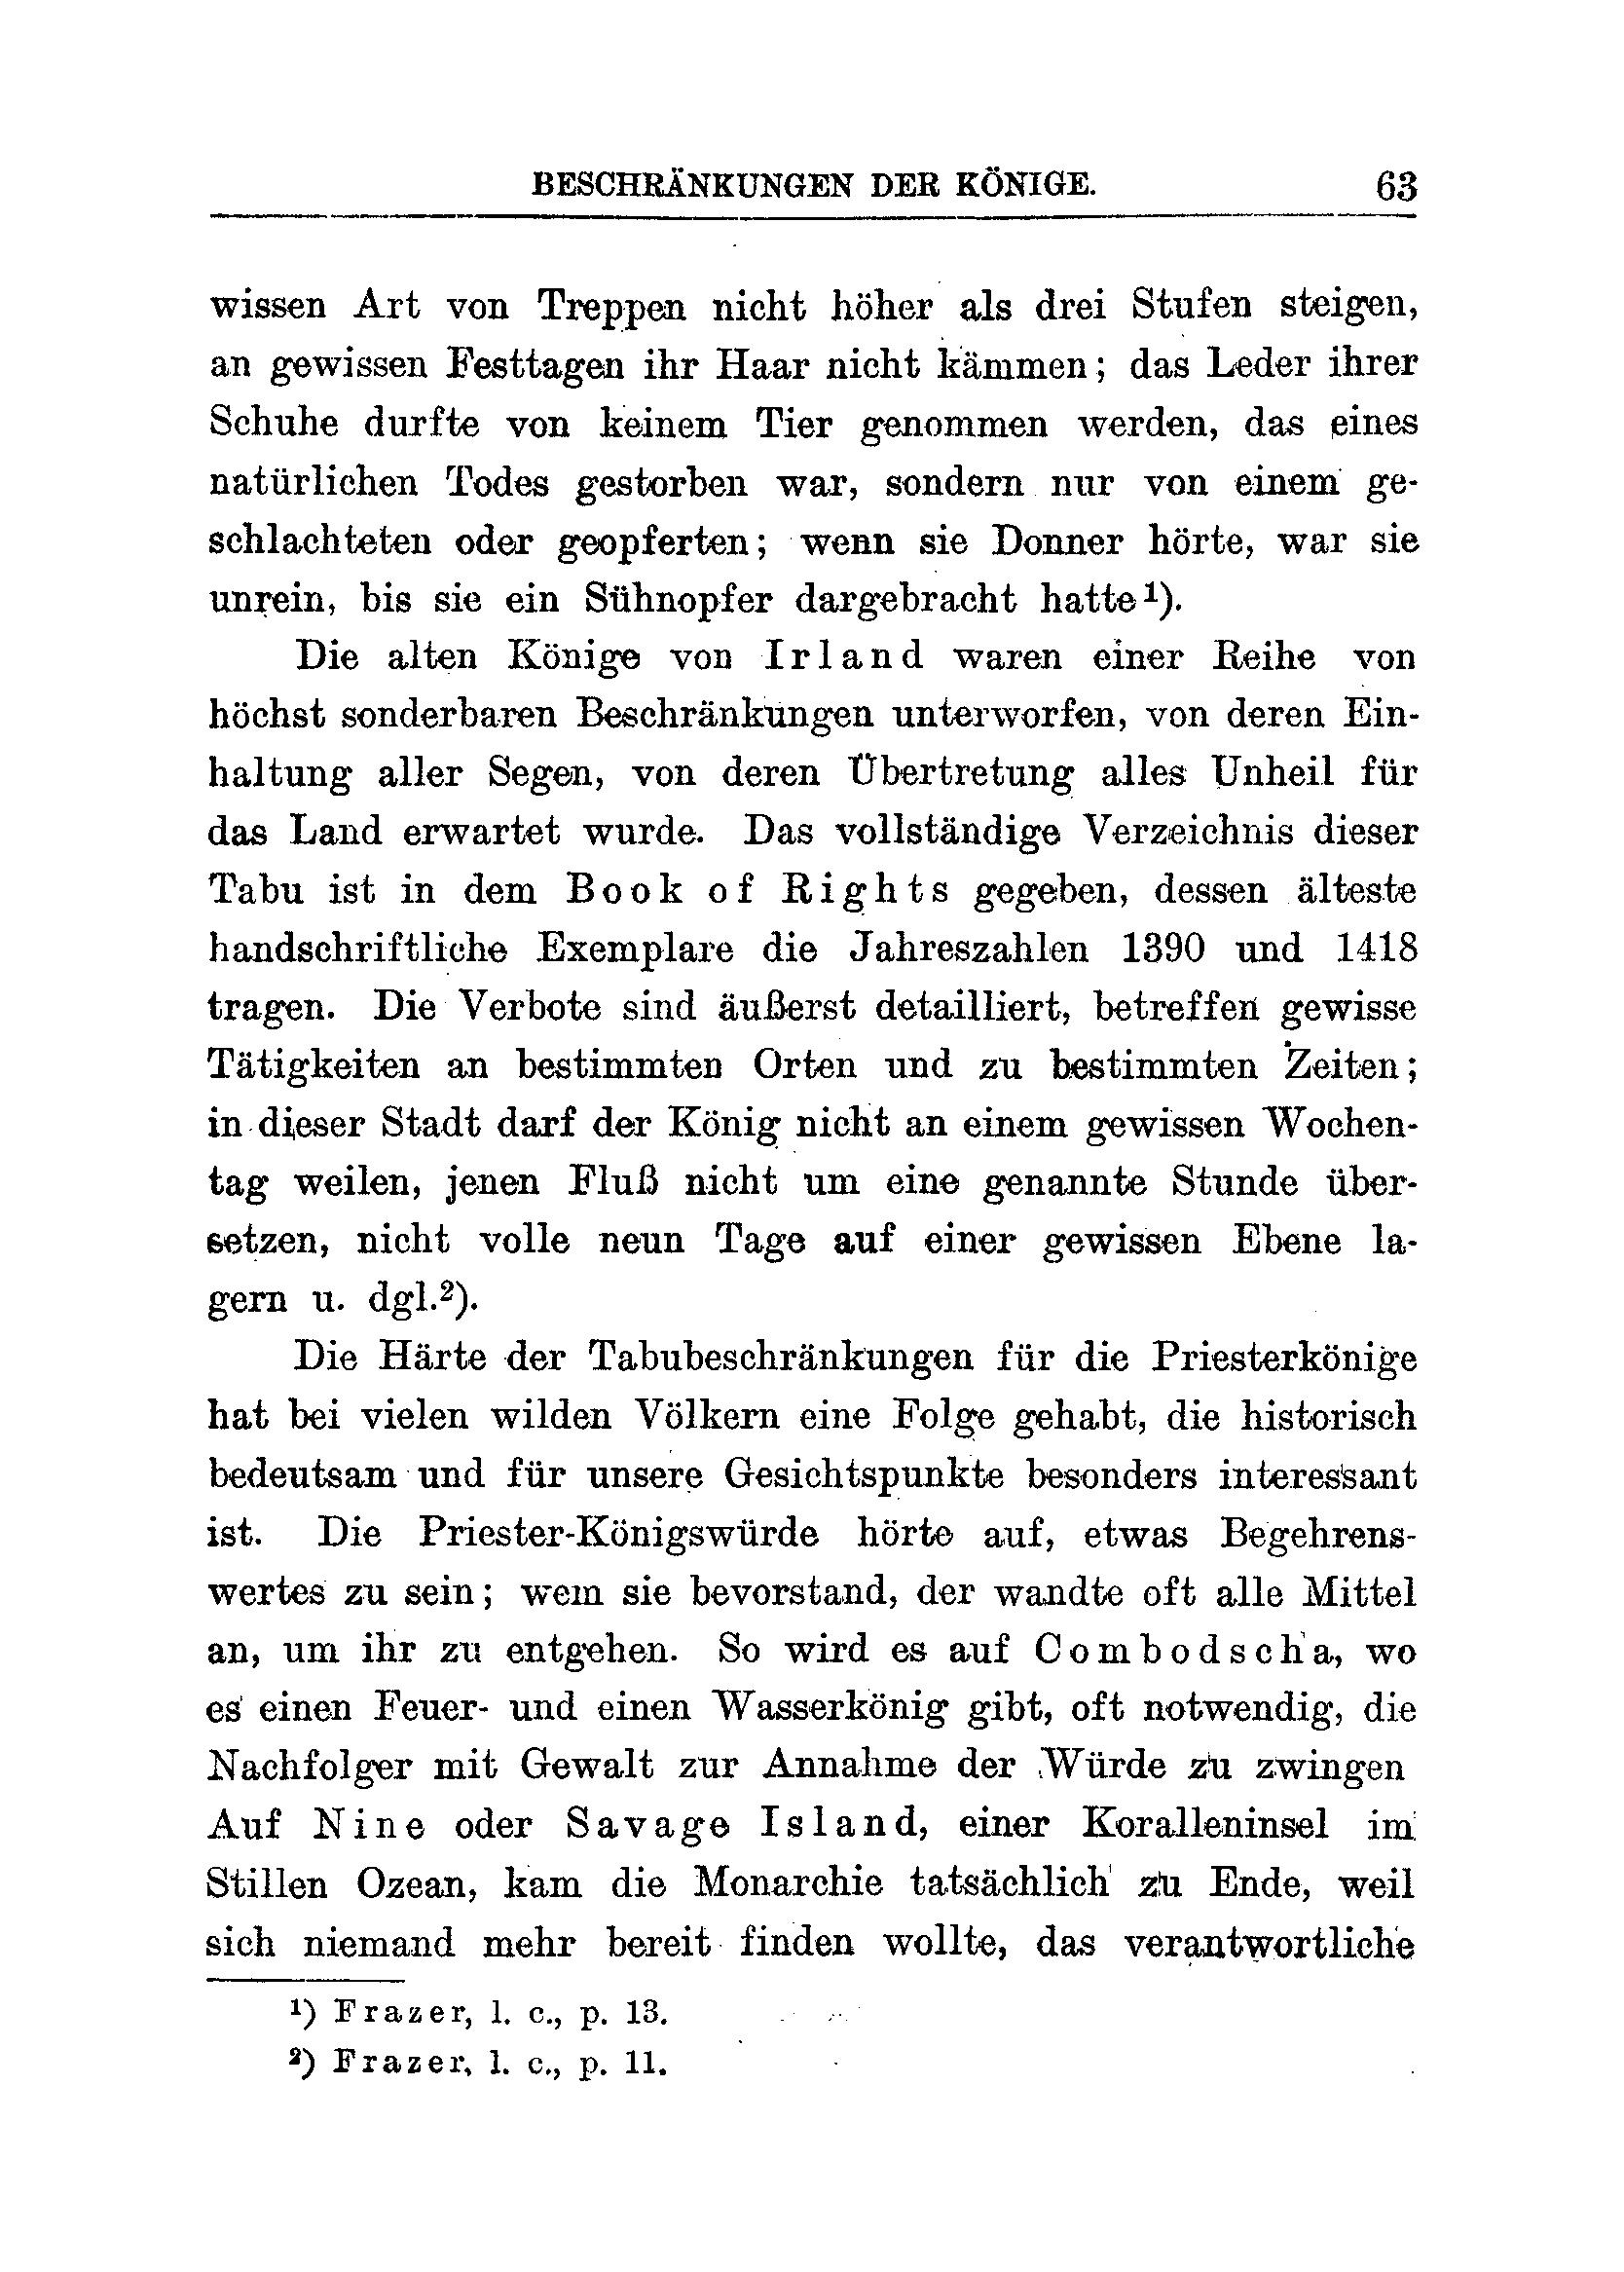 BESCHRÄNKUNGEN DER KÖNIGE. 63
wissen Art von Treppen nicht höher als drei Stufen steigen,
an gewissen Festtagen ihr Haar nicht kämmen; das Leder ihrer
Schuhe durfte von keinem Tier genommen werden, das eines
natürlichen Todes gestorben war, sondern nur von einem ge-
schlachteten oder geopferten; wenn sie Donner hörte, war sie
unrein, bis sie ein Sühnopfer dargebracht hatte¹).
Die alten Könige von Irland waren einer Reihe von
höchst sonderbaren Beschränkungen unterworfen, von deren Ein-
haltung aller Segen, von deren Übertretung alles Unheil für
das Land erwartet wurde. Das vollständige Verzeichnis dieser
Tabu ist in dem Book of Rights gegeben, dessen älteste
handschriftliche Exemplare die Jahreszahlen 1390 und 1418
tragen. Die Verbote sind äußerst detailliert, betreffen gewisse
Tätigkeiten an bestimmten Orten und zu bestimmten Zeiten;
in dieser Stadt darf der König nicht an einem gewissen Wochen-
tag weilen, jenen Fluß nicht um eine genannte Stunde über-
setzen, nicht volle neun Tage auf einer gewissen Ebene la-
gern u. dgl.²).
Die Härte der Tabubeschränkungen für die Priesterkönige
hat bei vielen wilden Völkern eine Folge gehabt, die historisch
bedeutsam und für unsere Gesichtspunkte besonders interessant
ist. Die Priester-Königswürde hörte auf, etwas Begehrens-
wertes zu sein; wem sie bevorstand, der wandte oft alle Mittel
an, um ihr zu entgehen. So wird es auf Combodscha, wo
es einen Feuer- und einen Wasserkönig gibt, oft notwendig, die
Nachfolger mit Gewalt zur Annahme der Würde zu zwingen
Auf Nine oder Savage Island, einer Koralleninsel im
Stillen Ozean, kam die Monarchie tatsächlich zu Ende, weil
sich niemand mehr bereit finden wollte, das verantwortliche
¹) Frazer, l. c., p. 13.
²) Frazer, l. c., p. 11.